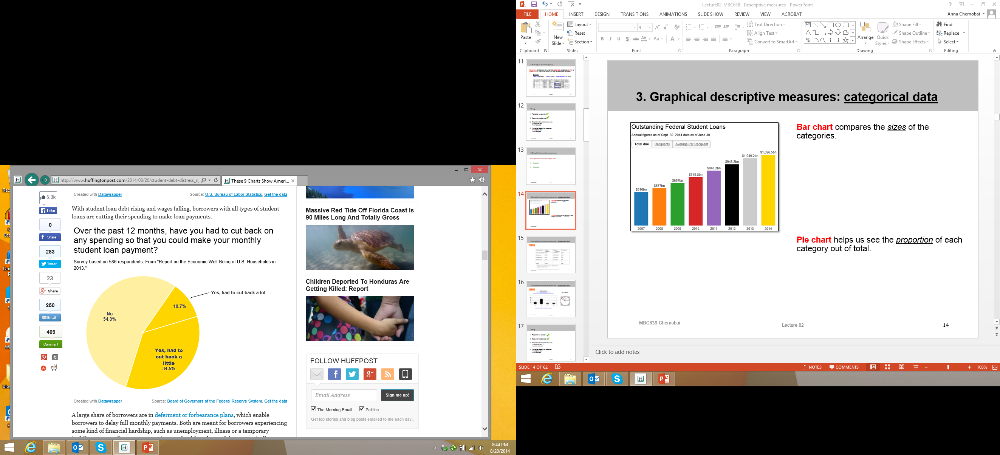 http://www.huffingtonpost.com/2014/08/20/student-debt-distress_n_
These 9 Charts Show Ameri...
5.3k
Like
0
Share
283
Tweet
23
Share
250
Email
409
Comment
Created with Datawrapper
Source: U.S. Bureau of Labor Statistics, Get the data
With student loan debt rising and wages falling, borrowers with all types of student
loans are cutting their spending to make loan payments.
Over the past 12 months, have you had to cut back on
any spending so that you could make your monthly
student loan payment?
Survey based on 586 respondents. From "Report on the Economic Well-Being of U.S. Households in
2013."
Yes, had to cut back a lot
10.7%
No
54.8%
Yes, had to
cut back a
little
34.5%
Created with Datawrapper
Source: Board of Governors of the Federal Reserve System, Get the data
A large share of borrowers are in deferment or forbearance plans, which enable
borrowers to delay full monthly payments. Both are meant for borrowers experiencing
some kind of financial hardship, such as unemployment, illness or a temporary
Massive Red Tide Off Florida Coast Is
90 Miles Long And Totally Gross
Children Deported To Honduras Are
Getting Killed: Report
FOLLOW HUFFPOST
Email Address
Sign me up!
The Morning Email
Politics
Get top stories and blog posts emailed to me each day..
8:44 PM
8/20/2014
Lecture02-MBC638--Descriptive measures - PowerPoint
FILE HOME INSERT DESIGN TRANSITIONS ANIMATIONS SLIDE SHOW REVIEW VIEW ACROBAT
Anna Chernobai
Paste
Clipboard
New
Slide
Layout
Reset
Section
Slides
9
Font
Text Direction
Align Text
Convert to SmartArt
Paragraph
Arrange
Quick
Styles
Shape Fill
Shape Outline
Shape Effects
Drawing
Find
Replace
Select
Editing
11
12
13
14
15
16
17
3. Graphical descriptive measures: categorical data
Outstanding Federal Student Loans
Annual figures as of Sept. 30. 2014 data as of June 30.
Total due
Recipients
Average Per Recipient
$516bn
$577bn
$657bn
$749.8bn
$848.2bn
$948.2bn
$1,040.2bn
$1,096.5bn
2007 2008 2009 2010 2011 2012 2013 2014
Bar chart compares the sizes of the
categories.
Pie chart helps us see the proportion of each
category out of total.
MBC638-Chernobai
Lecture 02
14
Click to add notes
SLIDE 14 OF 62
NOTES
COMMENTS
103%